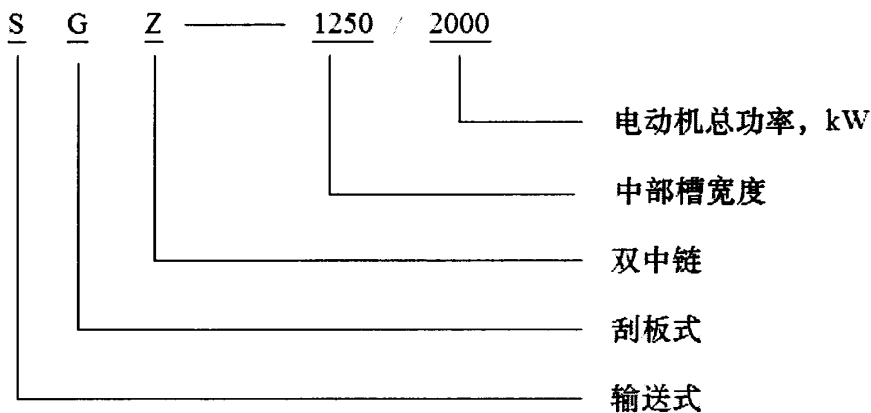 S G Z —— 1250 / 2000
电动机总功率，kW
中部槽宽度
双中链
刮板式
输送式